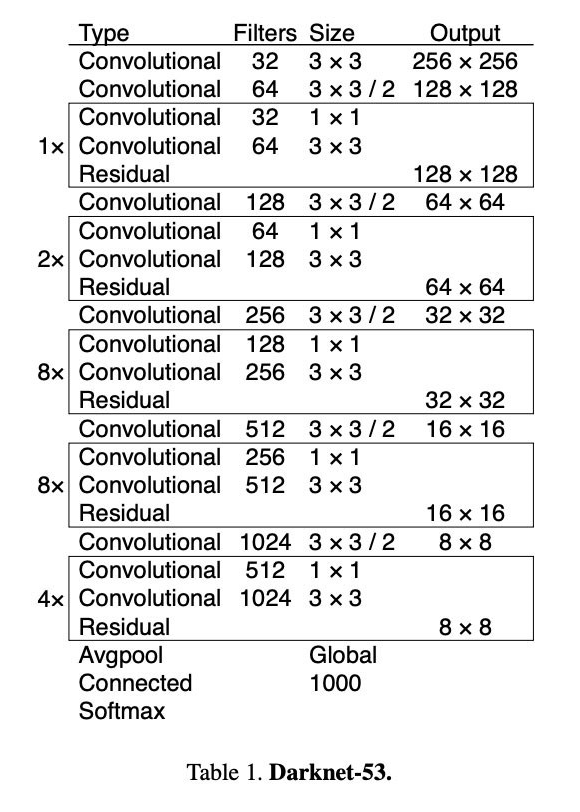 Type Filters Size Output
Convolutional 32 3 × 3 256 × 256
Convolutional 64 3 × 3 / 2 128 × 128
Convolutional 32 1 × 1
1× Convolutional 64 3 × 3
Residual 128 × 128
Convolutional 128 3 × 3 / 2 64 × 64
Convolutional 64 1 × 1
2× Convolutional 128 3 × 3
Residual 64 × 64
Convolutional 256 3 × 3 / 2 32 × 32
Convolutional 128 1 × 1
8× Convolutional 256 3 × 3
Residual 32 × 32
Convolutional 512 3 × 3 / 2 16 × 16
Convolutional 256 1 × 1
8× Convolutional 512 3 × 3
Residual 16 × 16
Convolutional 1024 3 × 3 / 2 8 × 8
Convolutional 512 1 × 1
4× Convolutional 1024 3 × 3
Residual 8 × 8
Avgpool Global
Connected 1000
Softmax
Table 1. Darknet-53.